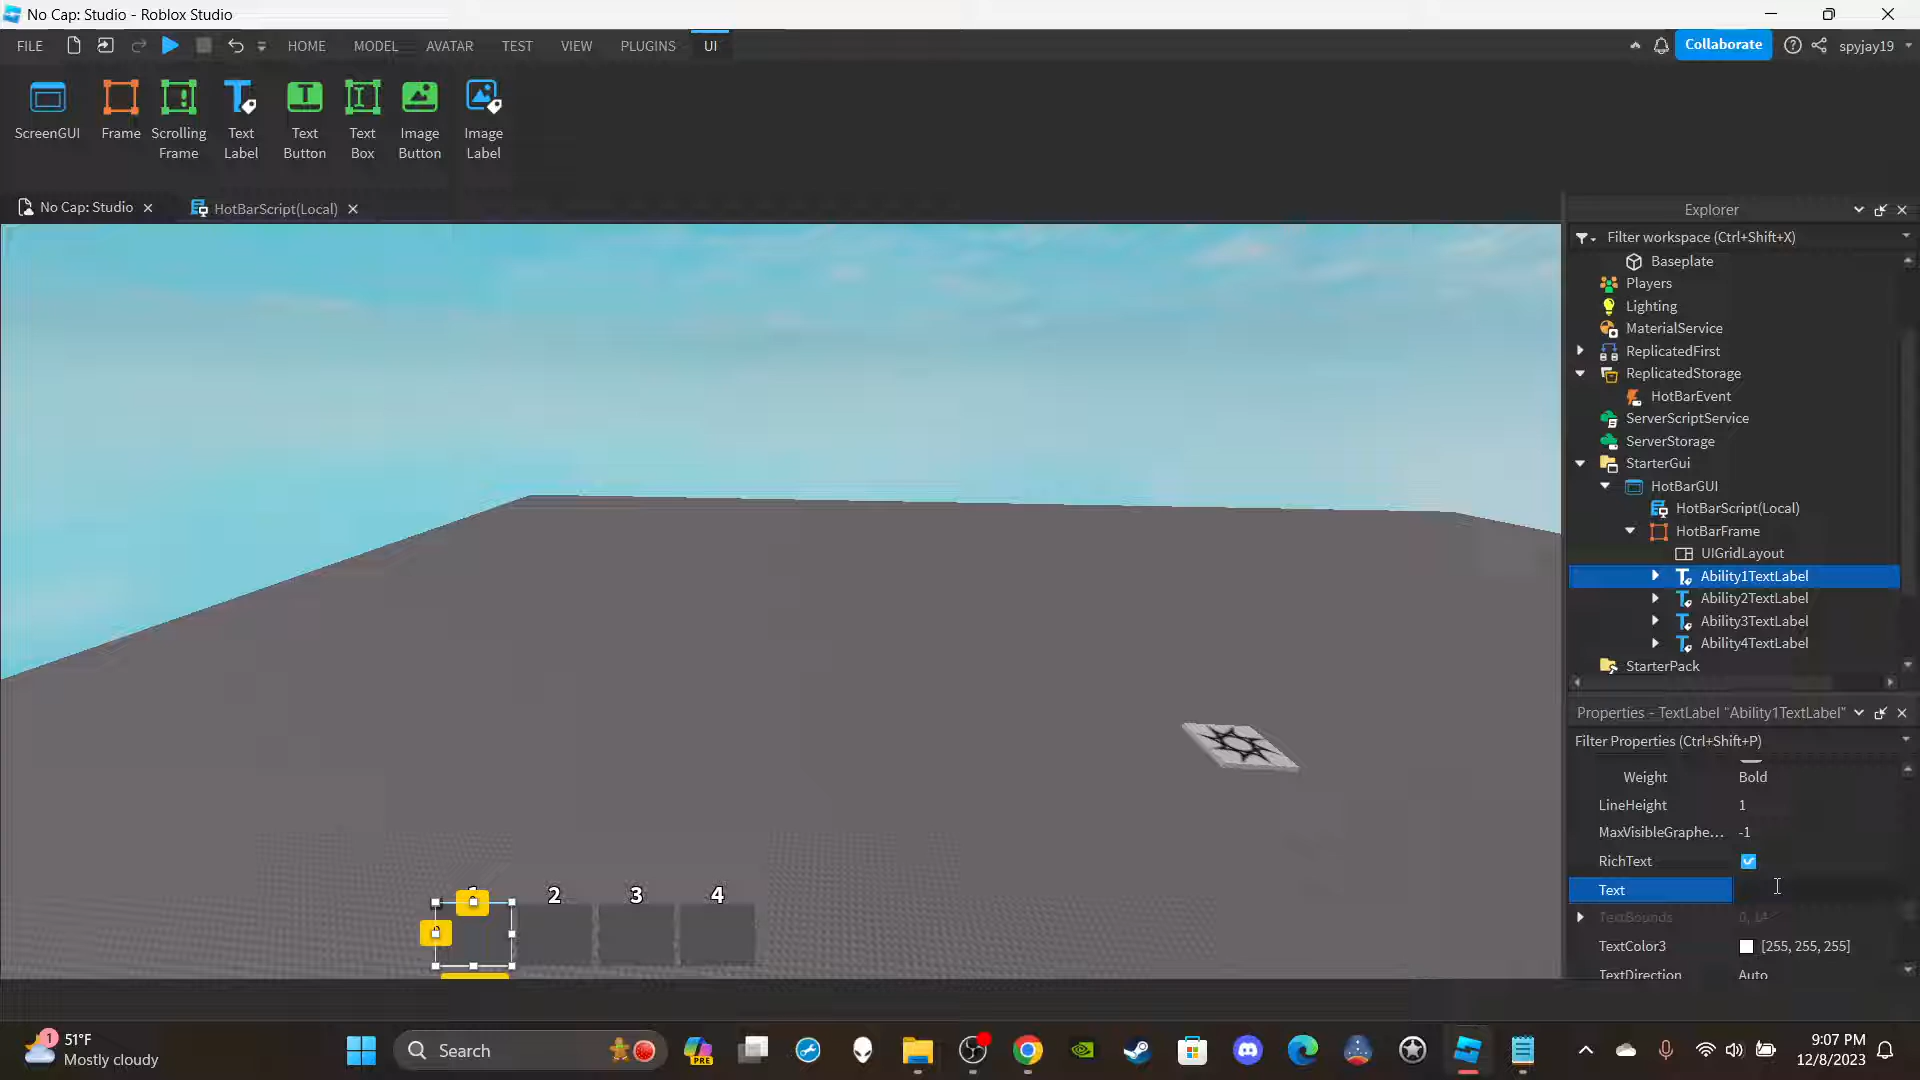 No Cap: Studio - Roblox Studio
FILE HOME MODEL AVATAR TEST VIEW PLUGINS UI Collaborate spyjay19
ScreenGUI Frame Scrolling Frame Text Label Text Button Text Box Image Button Image Label
No Cap: Studio HotBarScript(Local)
Explorer
Filter workspace (Ctrl+Shift+X)
Baseplate
Players
Lighting
MaterialService
ReplicatedFirst
ReplicatedStorage
HotBarEvent
ServerScriptService
ServerStorage
StarterGui
HotBarGUI
HotBarScript(Local)
HotBarFrame
UIGridLayout
Ability1TextLabel
Ability2TextLabel
Ability3TextLabel
Ability4TextLabel
StarterPack
Properties - TextLabel "Ability1TextLabel"
Filter Properties (Ctrl+Shift+P)
Weight Bold
LineHeight 1
MaxVisibleGraphe... -1
RichText
Text
TextBounds 0, 14
TextColor3 [255, 255, 255]
TextDirection Auto
2 3 4
1 51°F
Mostly cloudy
Search
PRE
9:07 PM
12/8/2023